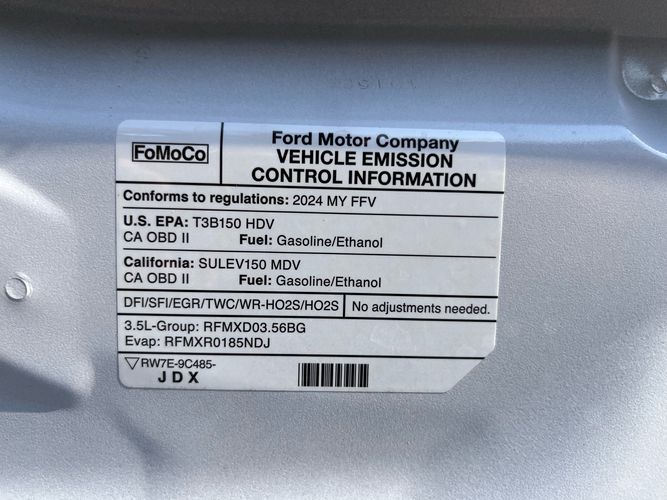 FoMoCo
Ford Motor Company
VEHICLE EMISSION
CONTROL INFORMATION
Conforms to regulations: 2024 MY FFV
U.S. EPA: T3B150 HDV
CA OBD II Fuel: Gasoline/Ethanol
California: SULEV150 MDV
CA OBD II Fuel: Gasoline/Ethanol
DFI/SFI/EGR/TWC/WR-HO2S/HO2S No adjustments needed.
3.5L-Group: RFMXD03.56BG
Evap: RFMXR0185NDJ
RW7E-9C485-
JDX